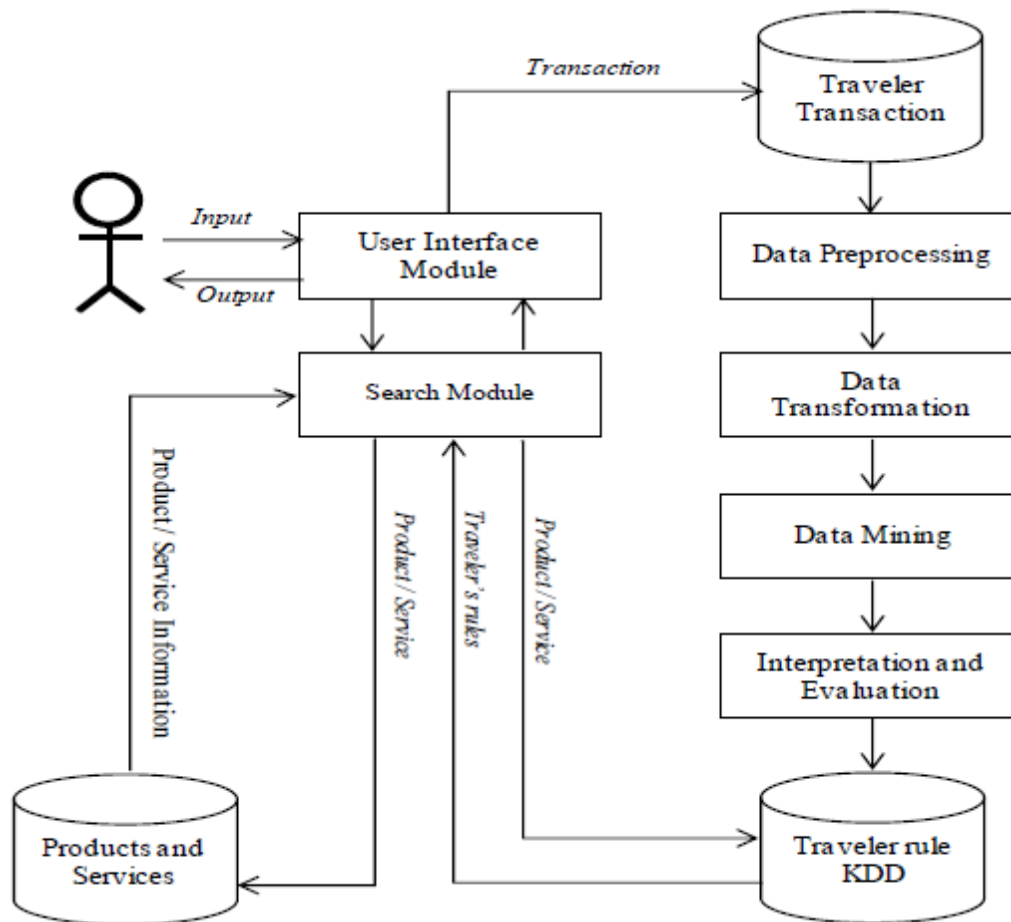 Transaction
Traveler
Transaction
Input
User Interface
Module
Output
Data Preprocessing
Search Module
Data
Transformation
Product / Service Information
Product / Service
Traveler's rules
Product / Service
Data Mining
Interpretation and
Evaluation
Products and
Services
Traveler rule
KDD